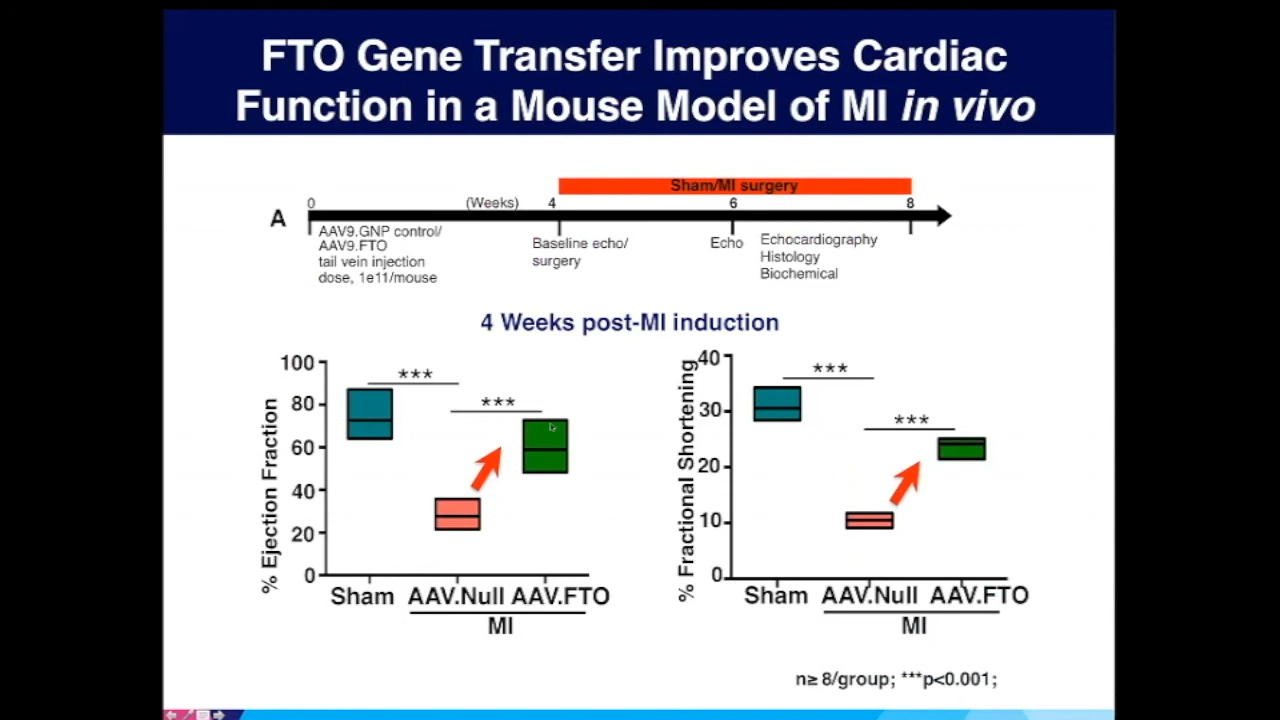 FTO Gene Transfer Improves Cardiac
Function in a Mouse Model of MI in vivo
Sham/MI surgery
A
0 (Weeks) 4 6 8
AAV9.GNP control/
AAV9.FTO
tail vein injection
dose, 1e11/mouse
Baseline echo/
surgery
Echo
Echocardiography
Histology
Biochemical
4 Weeks post-MI induction
% Ejection Fraction
100
80
60
40
20
0
***
***
Sham AAV.Null AAV.FTO
MI
% Fractional Shortening
40
30
20
10
0
***
***
Sham AAV.Null AAV.FTO
MI
n≥8/group; ***p<0.001;